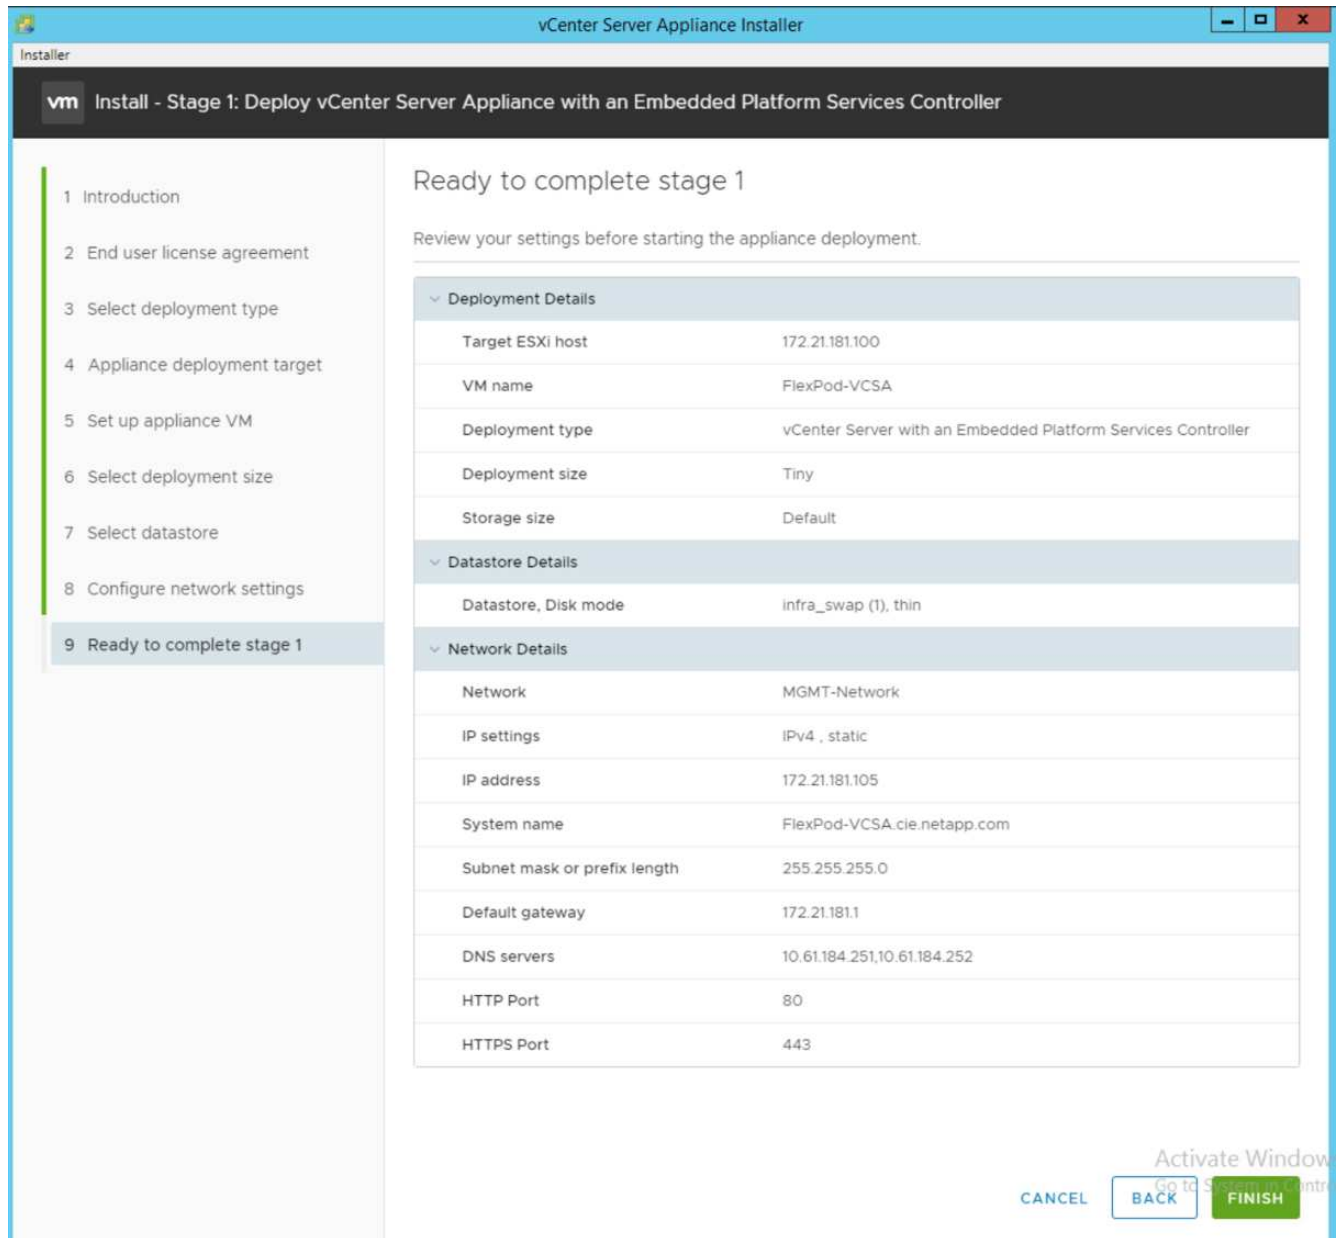 vCenter Server Appliance Installer
Installer
vm Install - Stage 1: Deploy vCenter Server Appliance with an Embedded Platform Services Controller
1 Introduction
2 End user license agreement
3 Select deployment type
4 Appliance deployment target
5 Set up appliance VM
6 Select deployment size
7 Select datastore
8 Configure network settings
9 Ready to complete stage 1
Ready to complete stage 1
Review your settings before starting the appliance deployment.
Deployment Details
Target ESXi host 172.21.181.100
VM name FlexPod-VCSA
Deployment type vCenter Server with an Embedded Platform Services Controller
Deployment size Tiny
Storage size Default
Datastore Details
Datastore, Disk mode infra_swap (1), thin
Network Details
Network MGMT-Network
IP settings IPv4 , static
IP address 172.21.181.105
System name FlexPod-VCSA.cie.netapp.com
Subnet mask or prefix length 255.255.255.0
Default gateway 172.21.181.1
DNS servers 10.61.184.251,10.61.184.252
HTTP Port 80
HTTPS Port 443
Activate Window
Go to System in Contr
CANCEL BACK FINISH